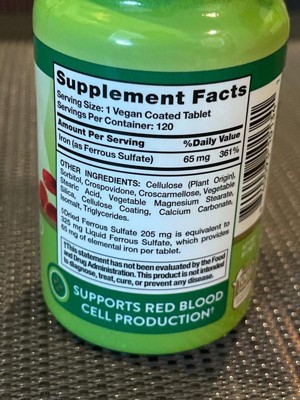 Supplement Facts
Serving Size: 1 Vegan Coated Tablet
Servings Per Container: 120
Amount Per Serving %Daily Value
Iron (as Ferrous Sulfate) 65 mg 361%
OTHER INGREDIENTS: Cellulose (Plant Origin),
Sorbitol, Crospovidone, Croscarmellose, Vegetable
Stearic Acid, Vegetable Magnesium Stearate,
Silica, Cellulose Coating, Calcium Carbonate,
Isomalt, Triglycerides.
Dried Ferrous Sulfate 205 mg is equivalent to
325 mg Liquid Ferrous Sulfate, which provides
65 mg of elemental iron per tablet.
†This statement has not been evaluated by the Food
and Drug Administration. This product is not intended
to diagnose, treat, cure, or prevent any disease.
SUPPORTS RED BLOOD
CELL PRODUCTION†